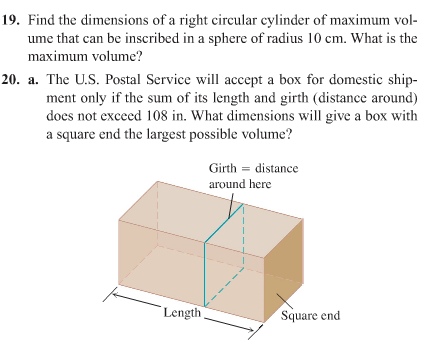 19. Find the dimensions of a right circular cylinder of maximum vol-
ume that can be inscribed in a sphere of radius 10 cm. What is the
maximum volume?
20. a. The U.S. Postal Service will accept a box for domestic ship-
ment only if the sum of its length and girth (distance around)
does not exceed 108 in. What dimensions will give a box with
a square end the largest possible volume?
Girth = distance
around here
Length
Square end